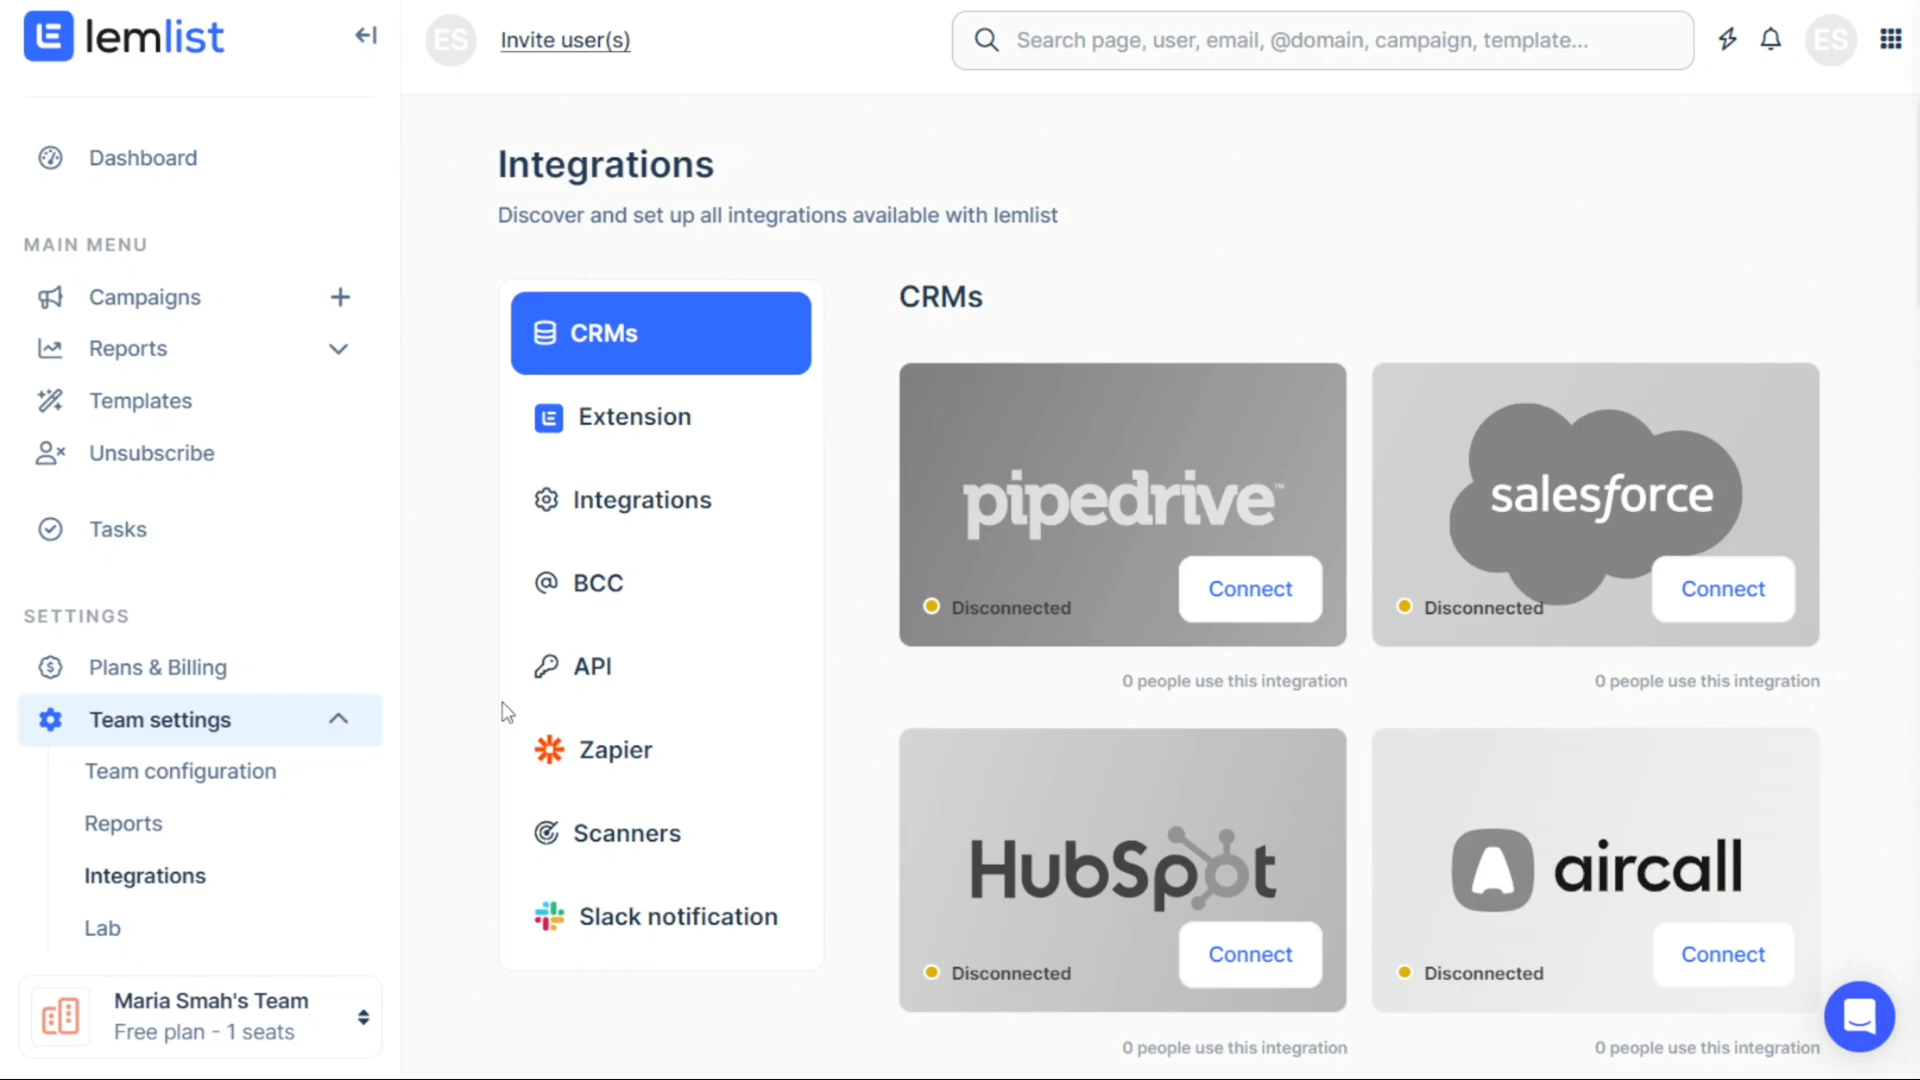 lemlist
ES
Invite user(s)
Search page, user, email, @domain, campaign, template...
ES
Dashboard
MAIN MENU
Campaigns
Reports
Templates
Unsubscribe
Tasks
SETTINGS
Plans & Billing
Team settings
Team configuration
Reports
Integrations
Lab
Maria Smah's Team
Free plan - 1 seats
Integrations
Discover and set up all integrations available with lemlist
CRMs
Extension
Integrations
BCC
API
Zapier
Scanners
Slack notification
CRMs
pipedrive™
Disconnected
Connect
0 people use this integration
salesforce
Disconnected
Connect
0 people use this integration
HubSpot
Disconnected
Connect
0 people use this integration
aircall
Disconnected
Connect
0 people use this integration